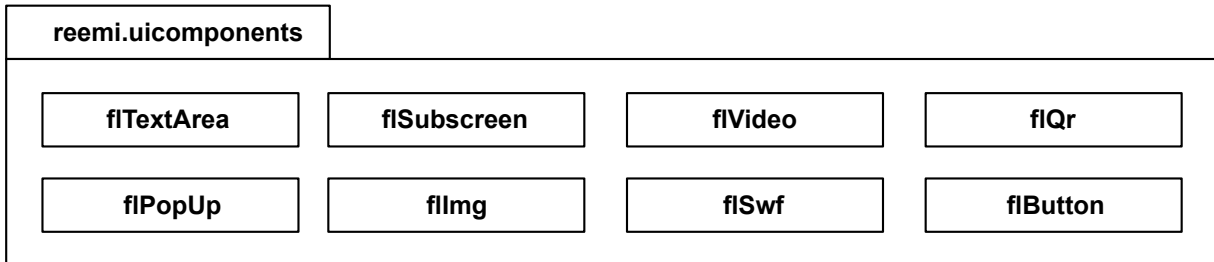 reemi.uicomponents
flTextArea flSubscreen flVideo flQr
flPopUp flImg flSwf flButton